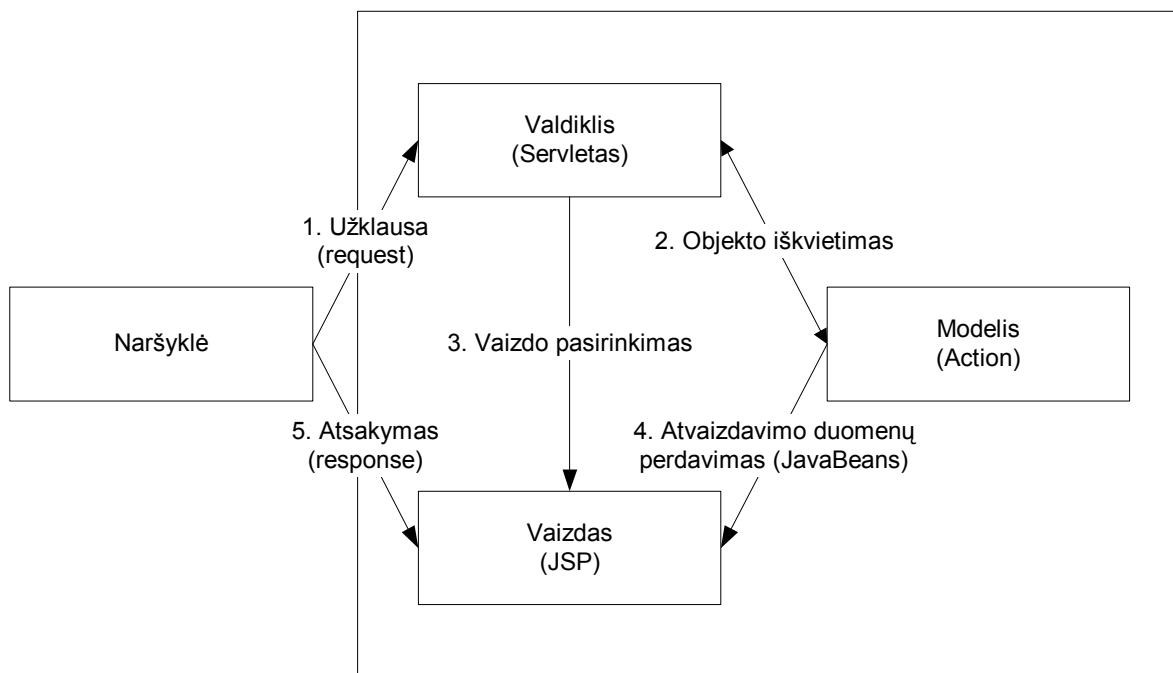 Valdiklis
(Servletas)
1. Užklausa
(request)
2. Objekto iškvietimas
Naršyklė
3. Vaizdo pasirinkimas
Modelis
(Action)
5. Atsakymas
(response)
4. Atvaizdavimo duomenų
perdavimas (JavaBeans)
Vaizdas
(JSP)